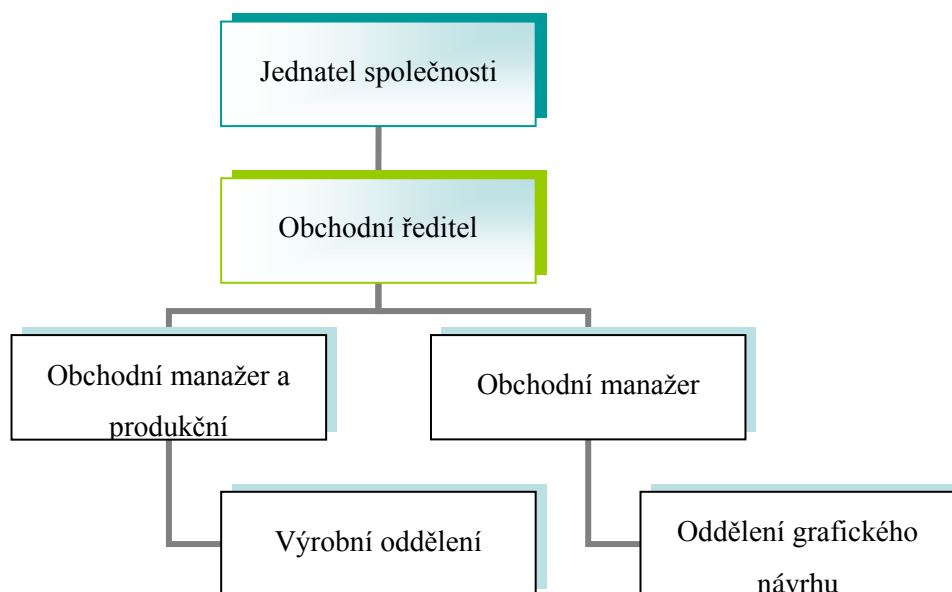 Jednatel společnosti
Obchodní ředitel
Obchodní manažer a
produkční
Obchodní manažer
Výrobní oddělení
Oddělení grafického
návrhu